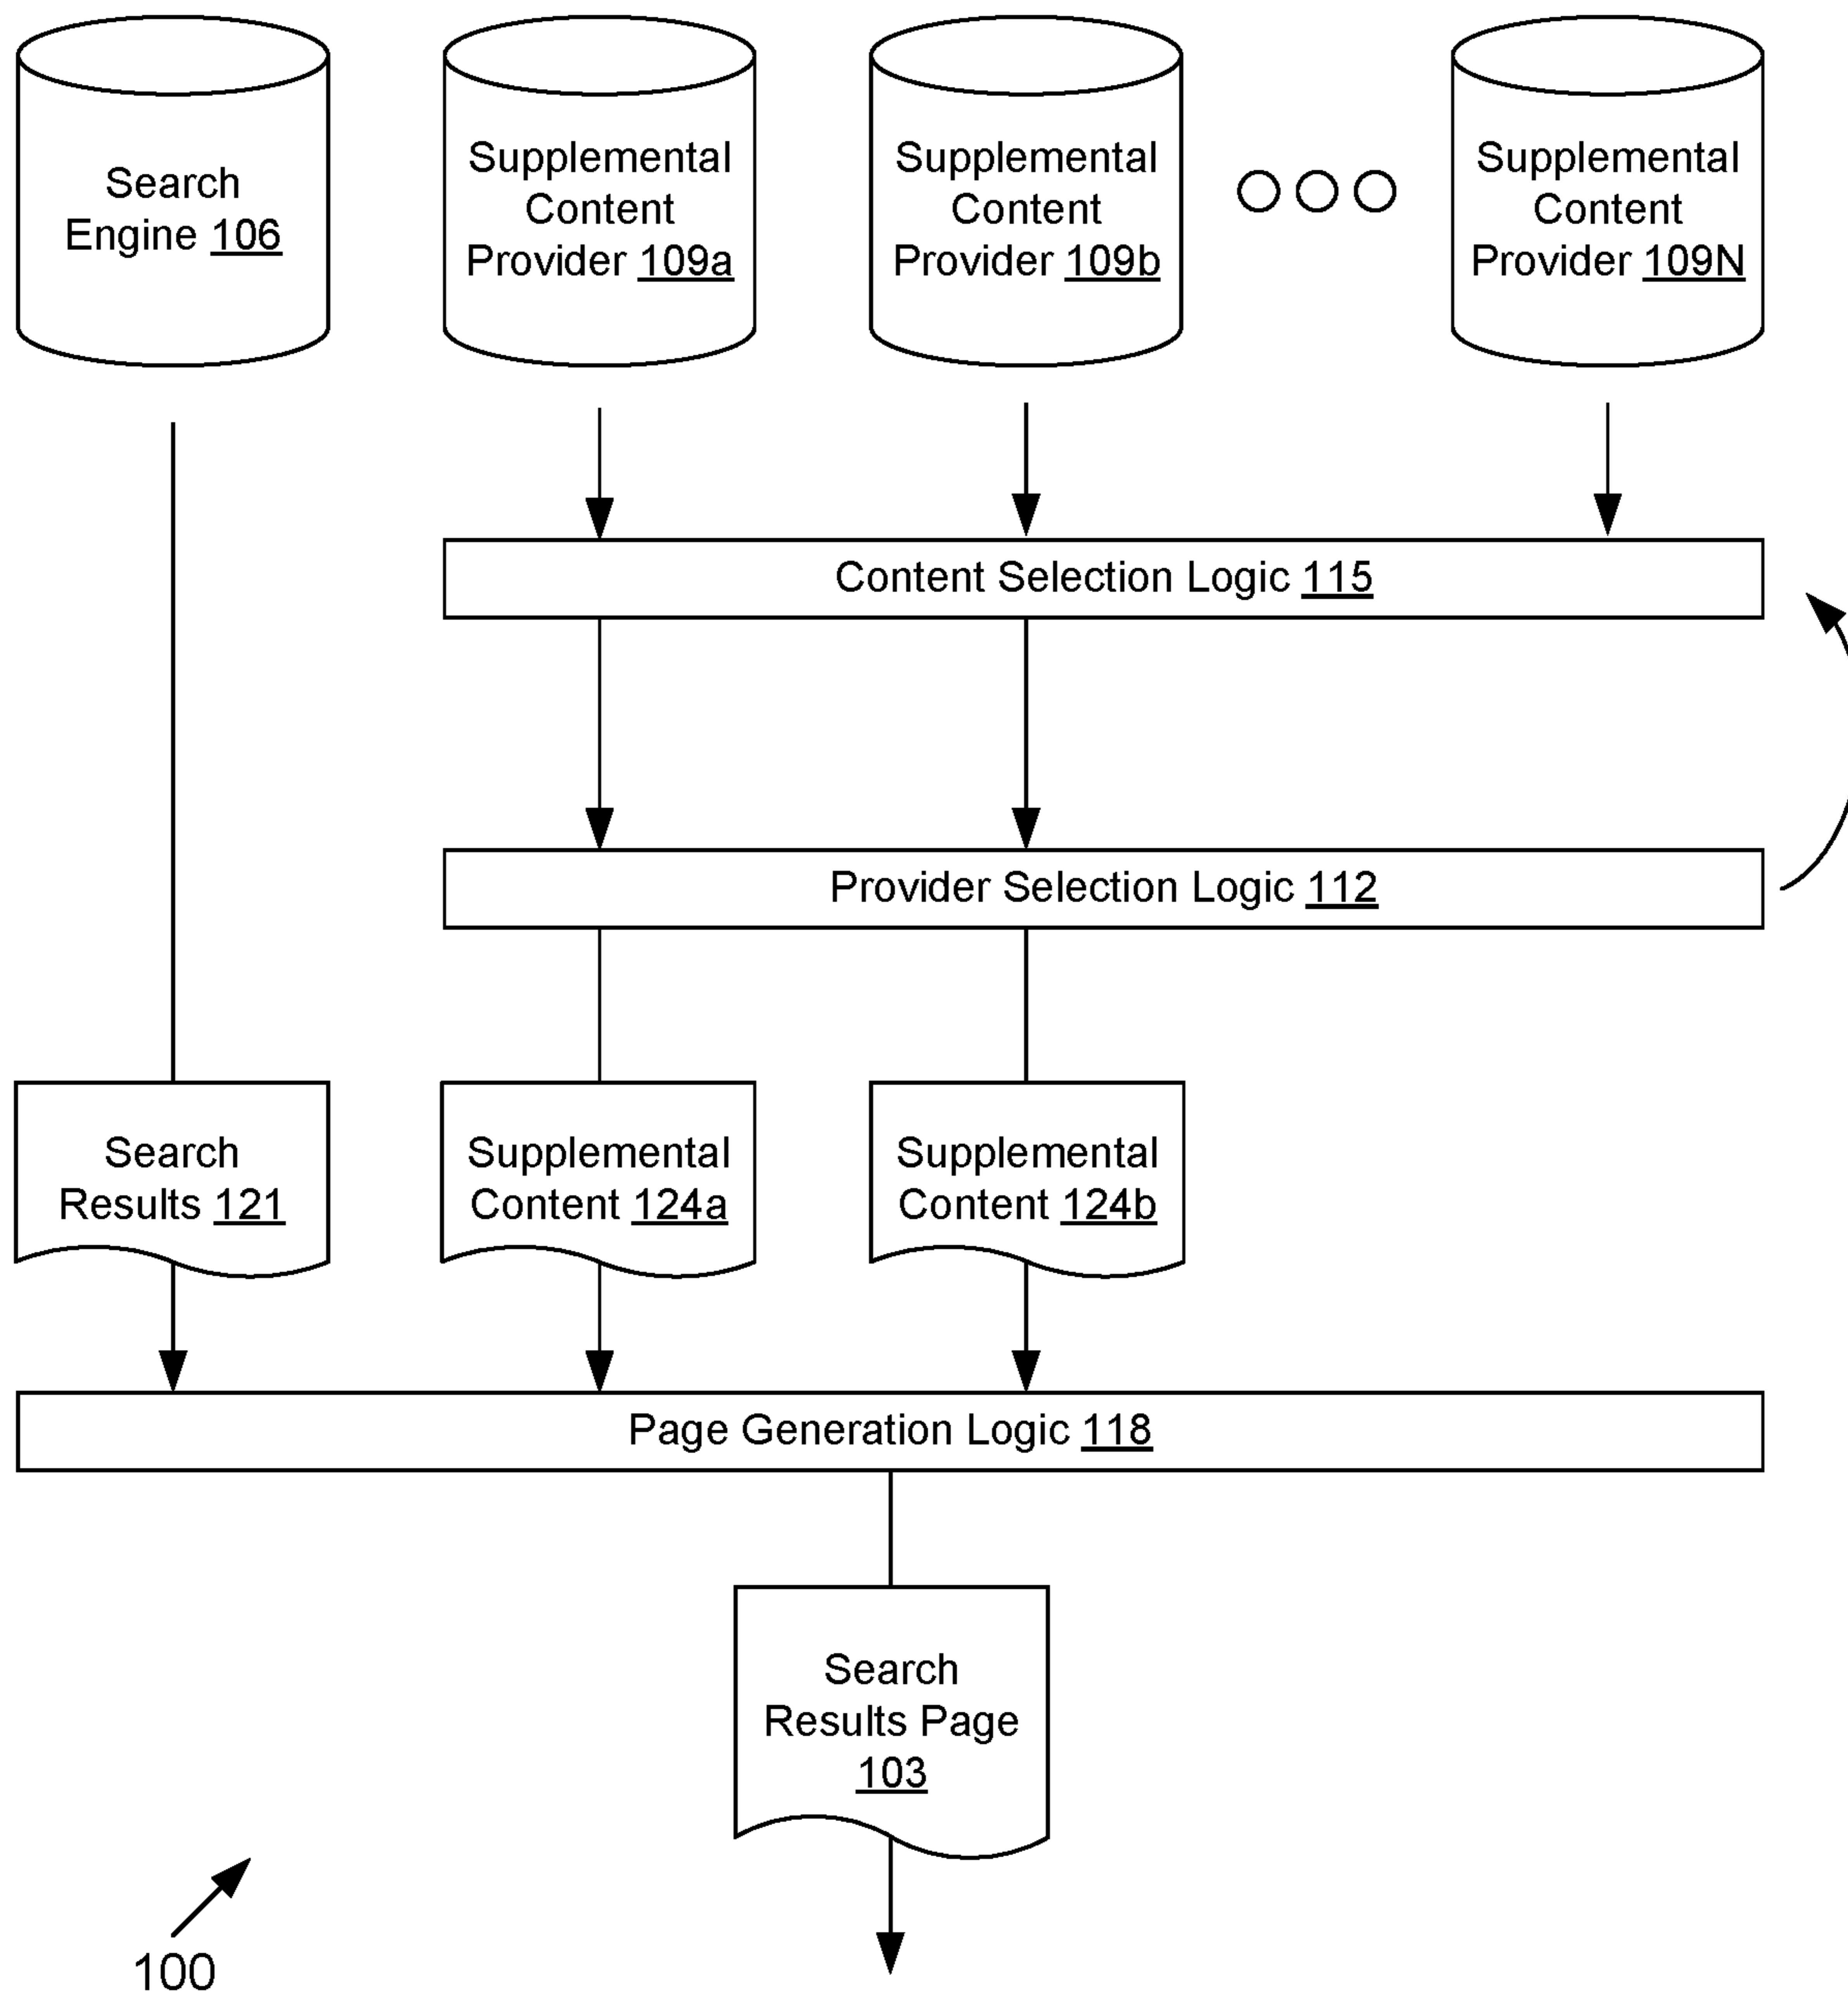 Search
Engine 106
Supplemental
Content
Provider 109a
Supplemental
Content
Provider 109b
Supplemental
Content
Provider 109N
Content Selection Logic 115
Provider Selection Logic 112
Search
Results 121
Supplemental
Content 124a
Supplemental
Content 124b
Page Generation Logic 118
Search
Results Page
103
100